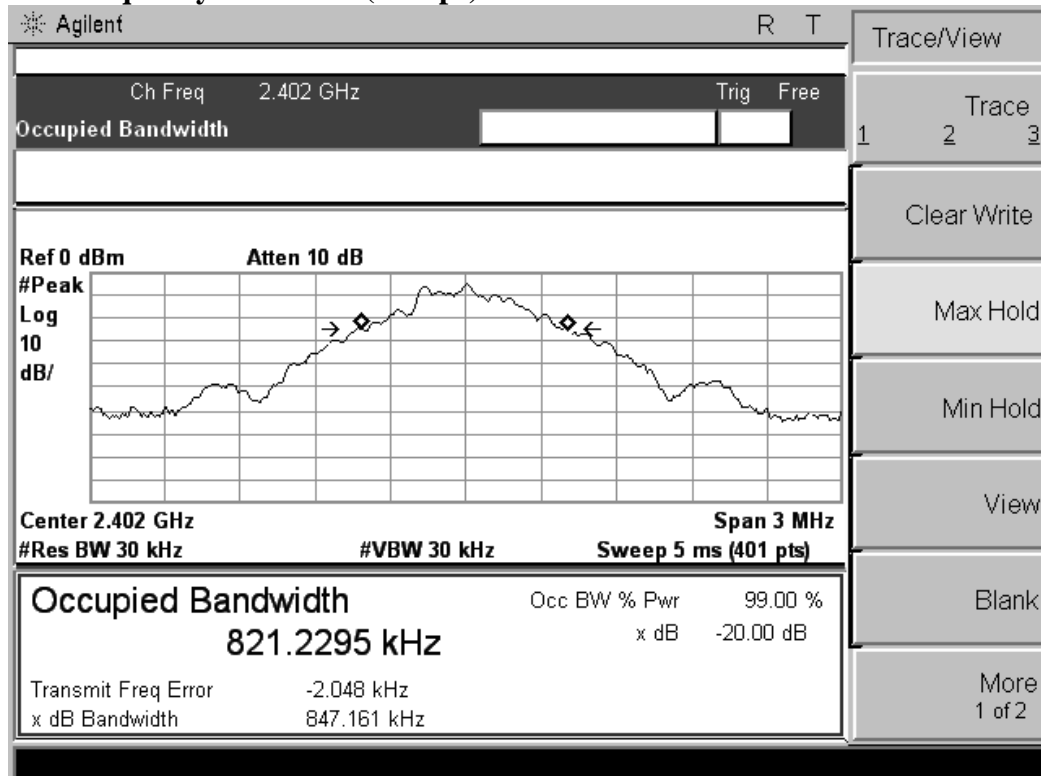 Agilent R T
Trace/View
Ch Freq 2.402 GHz Trig Free
Occupied Bandwidth
Trace
1 2 3
Clear Write
Ref 0 dBm Atten 10 dB
#Peak
Log
10
dB/
Max Hold
Min Hold
View
Center 2.402 GHz Span 3 MHz
#Res BW 30 kHz #VBW 30 kHz Sweep 5 ms (401 pts)
Occupied Bandwidth
821.2295 kHz
Occ BW % Pwr 99.00 %
x dB -20.00 dB
Transmit Freq Error -2.048 kHz
x dB Bandwidth 847.161 kHz
Blank
More
1 of 2